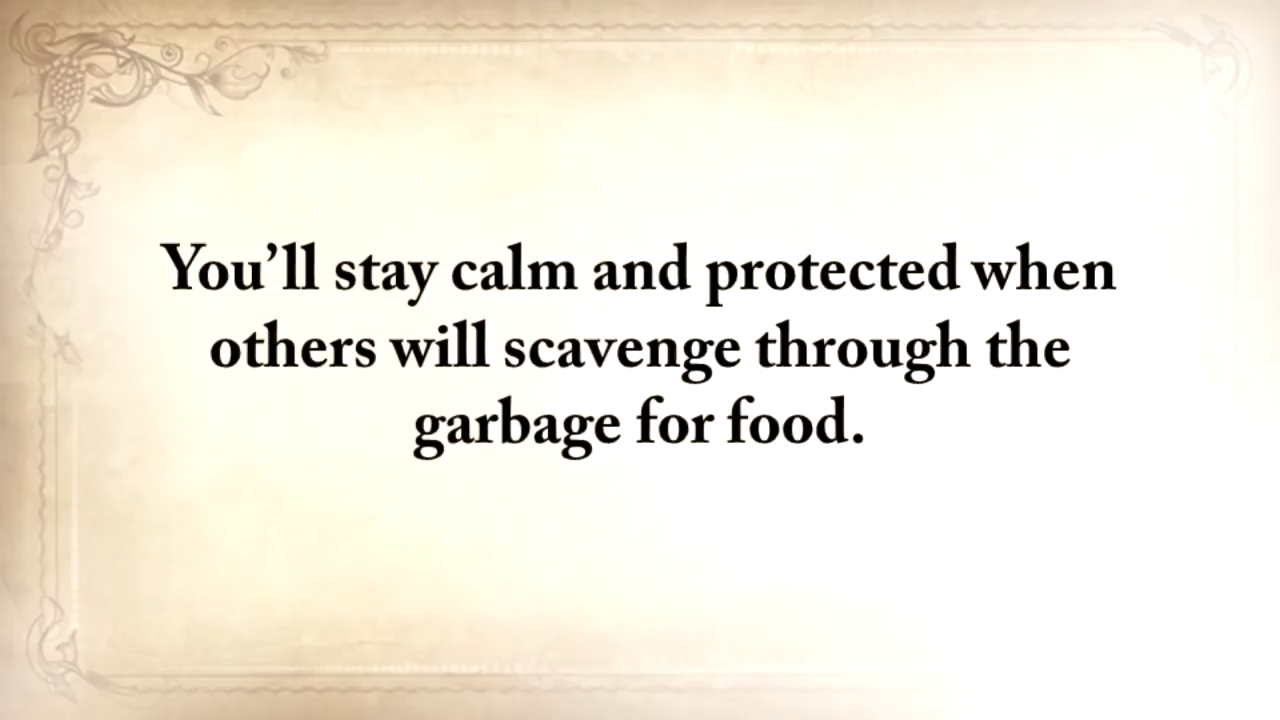 You’ll stay calm and protected when
others will scavenge through the
garbage for food.